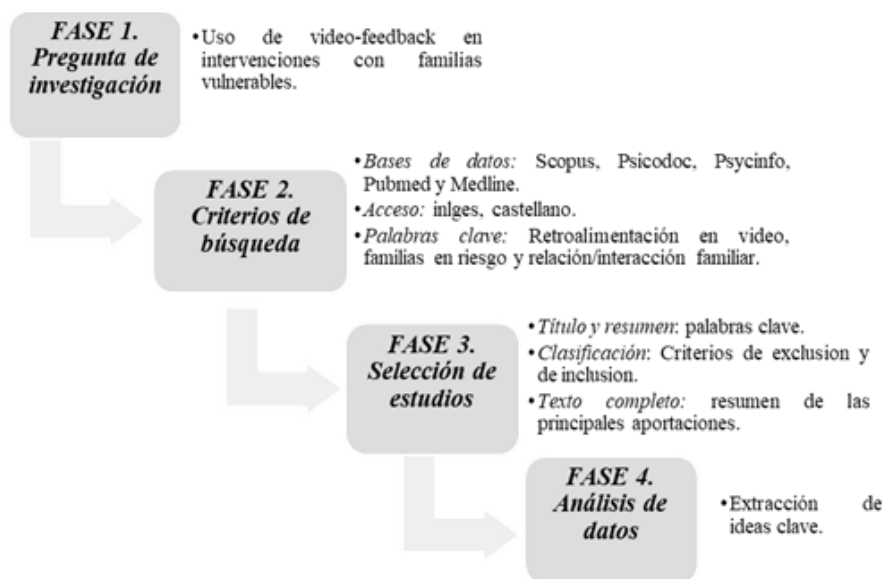 FASE 1.
Pregunta de
investigación
•Uso de video-feedback en
intervenciones con familias
vulnerables.
FASE 2.
Criterios de
búsqueda
•Bases de datos: Scopus, Psicodoc, Psycinfo,
Pubmed y Medline.
•Acceso: inlges, castellano.
•Palabras clave: Retroalimentación en video,
familias en riesgo y relación/interacción familiar.
FASE 3.
Selección de
estudios
•Título y resumen: palabras clave.
•Clasificación: Criterios de exclusion y
de inclusion.
•Texto completo: resumen de las
principales aportaciones.
FASE 4.
Análisis de
datos
•Extracción de
ideas clave.